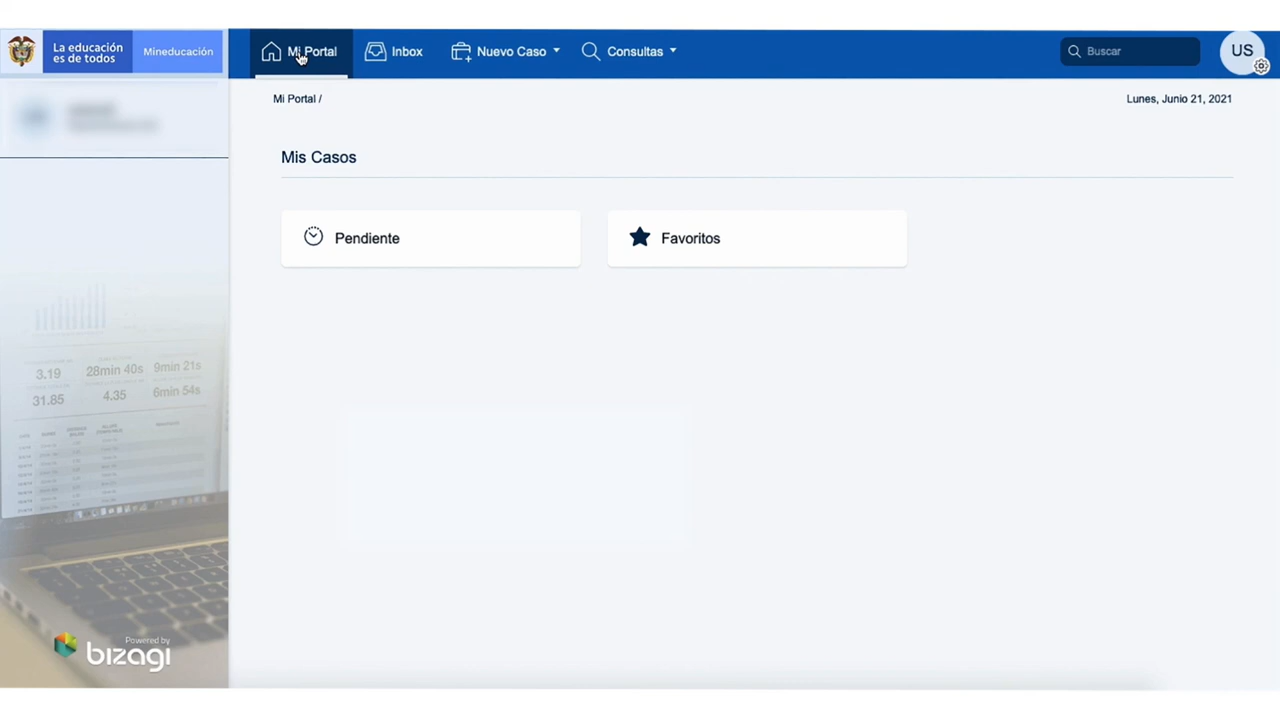 La educación
es de todos
Mineducación
Mi Portal
Inbox
Nuevo Caso
Consultas
Buscar
US
Mi Portal /
Lunes, Junio 21, 2021
Mis Casos
Pendiente
Favoritos
3.19 28min 40s 9min 21s
31.85 4.35 6min 54s
Powered by
bizagi